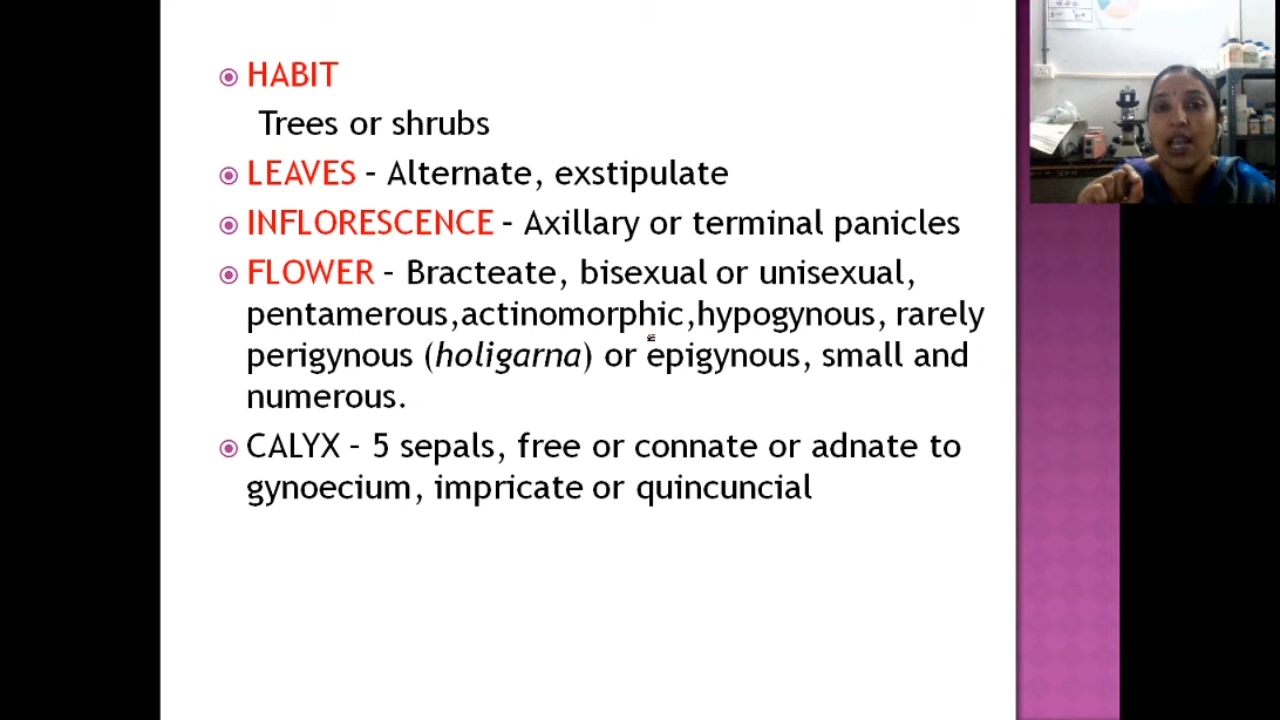 HABIT
Trees or shrubs
LEAVES – Alternate, exstipulate
INFLORESCENCE – Axillary or terminal panicles
FLOWER – Bracteate, bisexual or unisexual,
pentamerous,actinomorphic,hypogynous, rarely
perigynous (holigarna) or epigynous, small and
numerous.
CALYX – 5 sepals, free or connate or adnate to
gynoecium, impricate or quincuncial